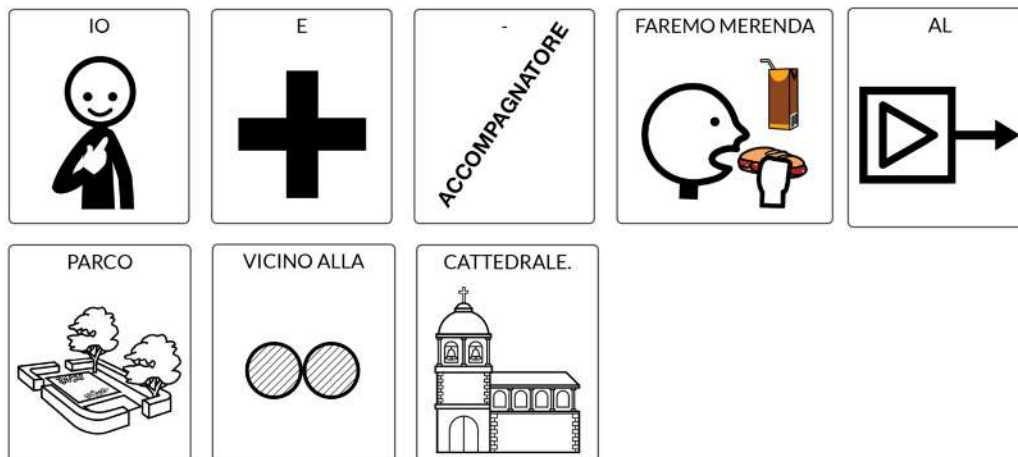 IO E - FAREMO MERENDA AL
ACCOMPAGNATORE
PARCO VICINO ALLA CATTEDRALE.